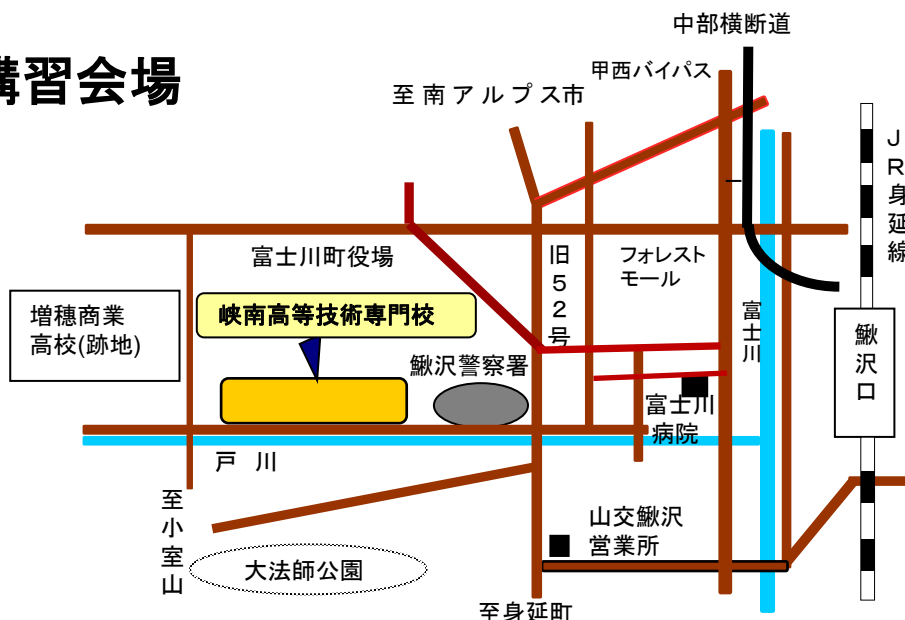 中部横断道
講習会場
甲西バイパス
至南アルプス市
JR身延線
富士川町役場
旧52号
フォレスト
モール
増穂商業
高校(跡地)
峡南高等技術専門校
富士川
鰍沢口
鰍沢警察署
富士川
病院
戸川
至小室山
山交鰍沢
営業所
大法師公園
至身延町